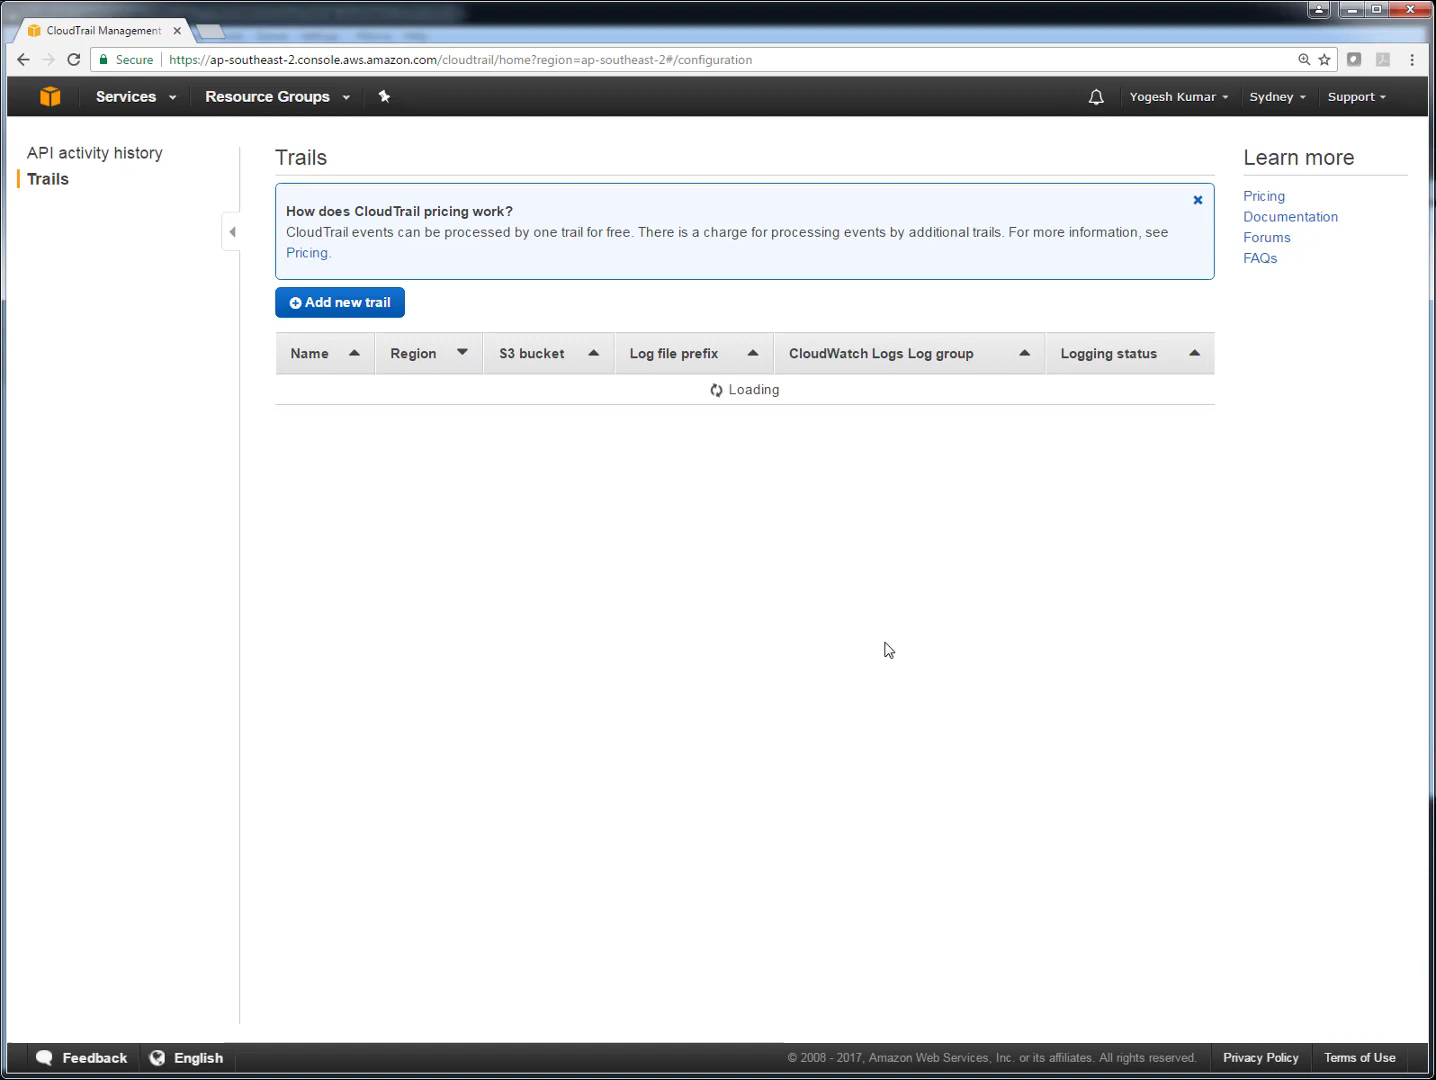 CloudTrail Management
Secure https://ap-southeast-2.console.aws.amazon.com/cloudtrail/home?region=ap-southeast-2#/configuration
Services Resource Groups Yogesh Kumar Sydney Support
API activity history
Trails
Trails
How does CloudTrail pricing work?
CloudTrail events can be processed by one trail for free. There is a charge for processing events by additional trails. For more information, see
Pricing.
Add new trail
Name Region S3 bucket Log file prefix CloudWatch Logs Log group Logging status
Loading
Learn more
Pricing
Documentation
Forums
FAQs
Feedback English © 2008 - 2017, Amazon Web Services, Inc. or its affiliates. All rights reserved. Privacy Policy Terms of Use